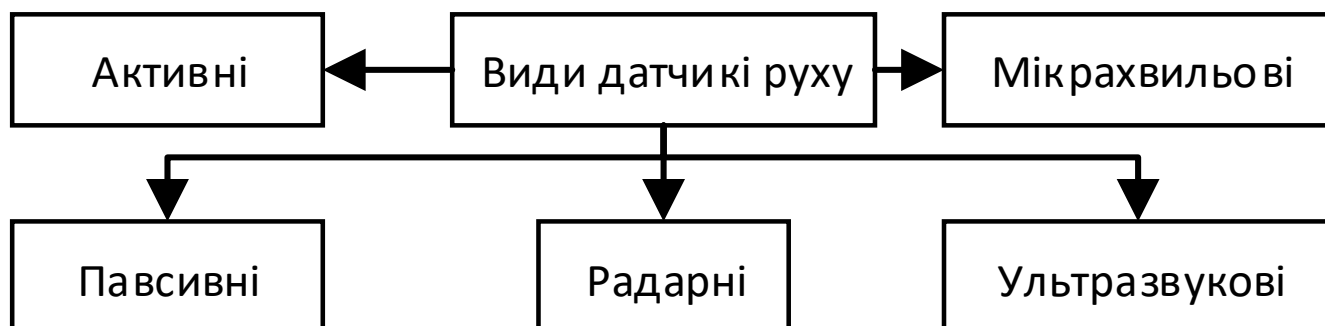 Активні
Види датчикі руху
Мікрахвильові
Павсивні
Радарні
Ультразвукові